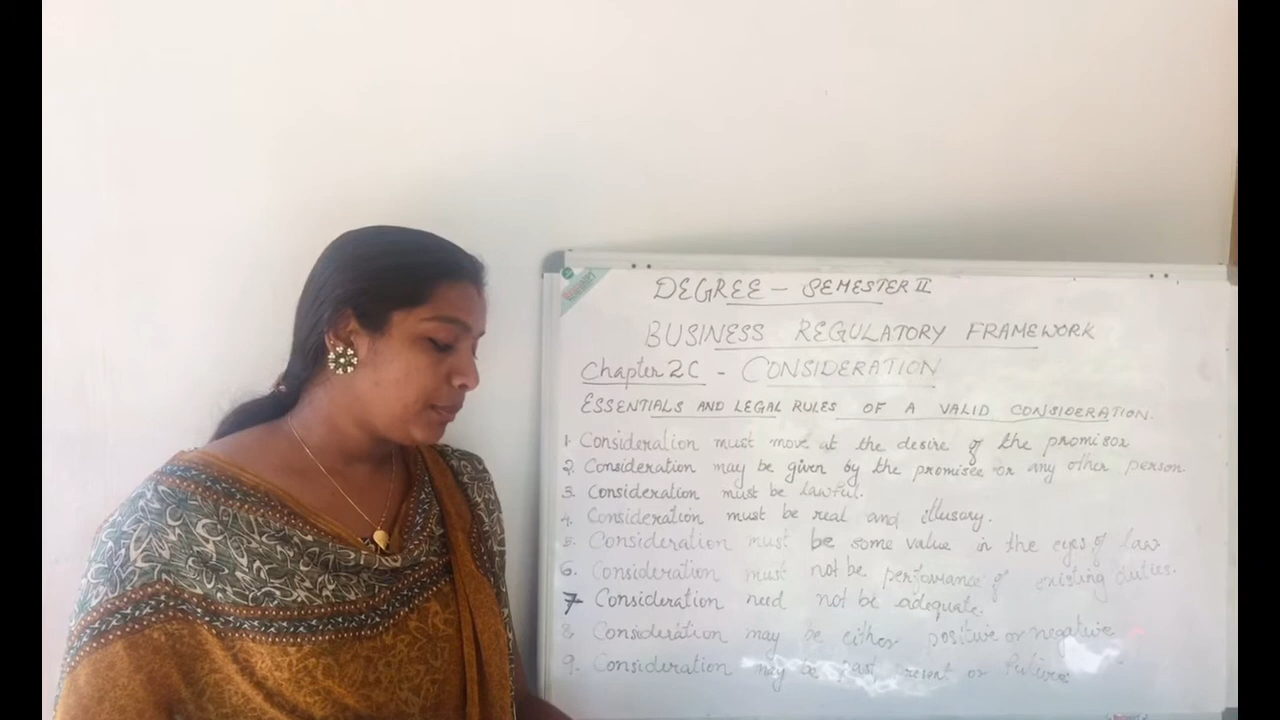 DEGREE - SEMESTER II
BUSINESS REGULATORY FRAMEWORK
Chapter 2C - CONSIDERATION
ESSENTIALS AND LEGAL RULES OF A VALID CONSIDERATION.
1. Consideration must move at the desire of the promisor
2. Consideration may be given by the promisee or any other person.
3. Consideration must be lawful.
4. Consideration must be real and illusory.
5. Consideration must be some value in the eyes of law
6. Consideration must not be performance of existing duties.
7 Consideration need not be adequate.
8. Consideration may be either positive or negative
9. Consideration may be past present or future